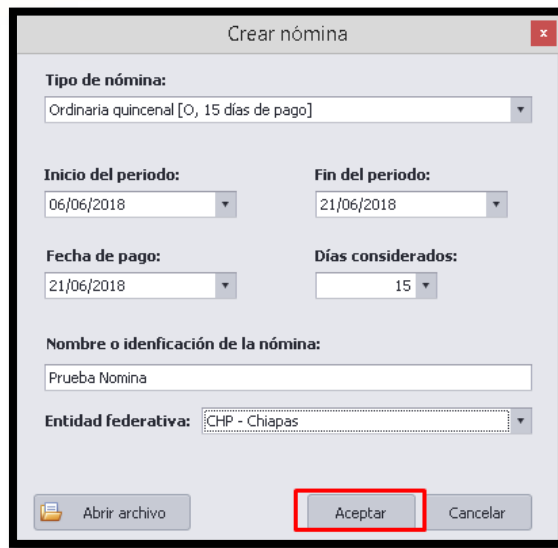 Crear nómina
x
Tipo de nómina:
Ordinaria quincenal [O, 15 días de pago]
Inicio del periodo: Fin del periodo:
06/06/2018 21/06/2018
Fecha de pago: Días considerados:
21/06/2018 15
Nombre o idenficación de la nómina:
Prueba Nomina
Entidad federativa: CHP - Chiapas
Abrir archivo Aceptar Cancelar